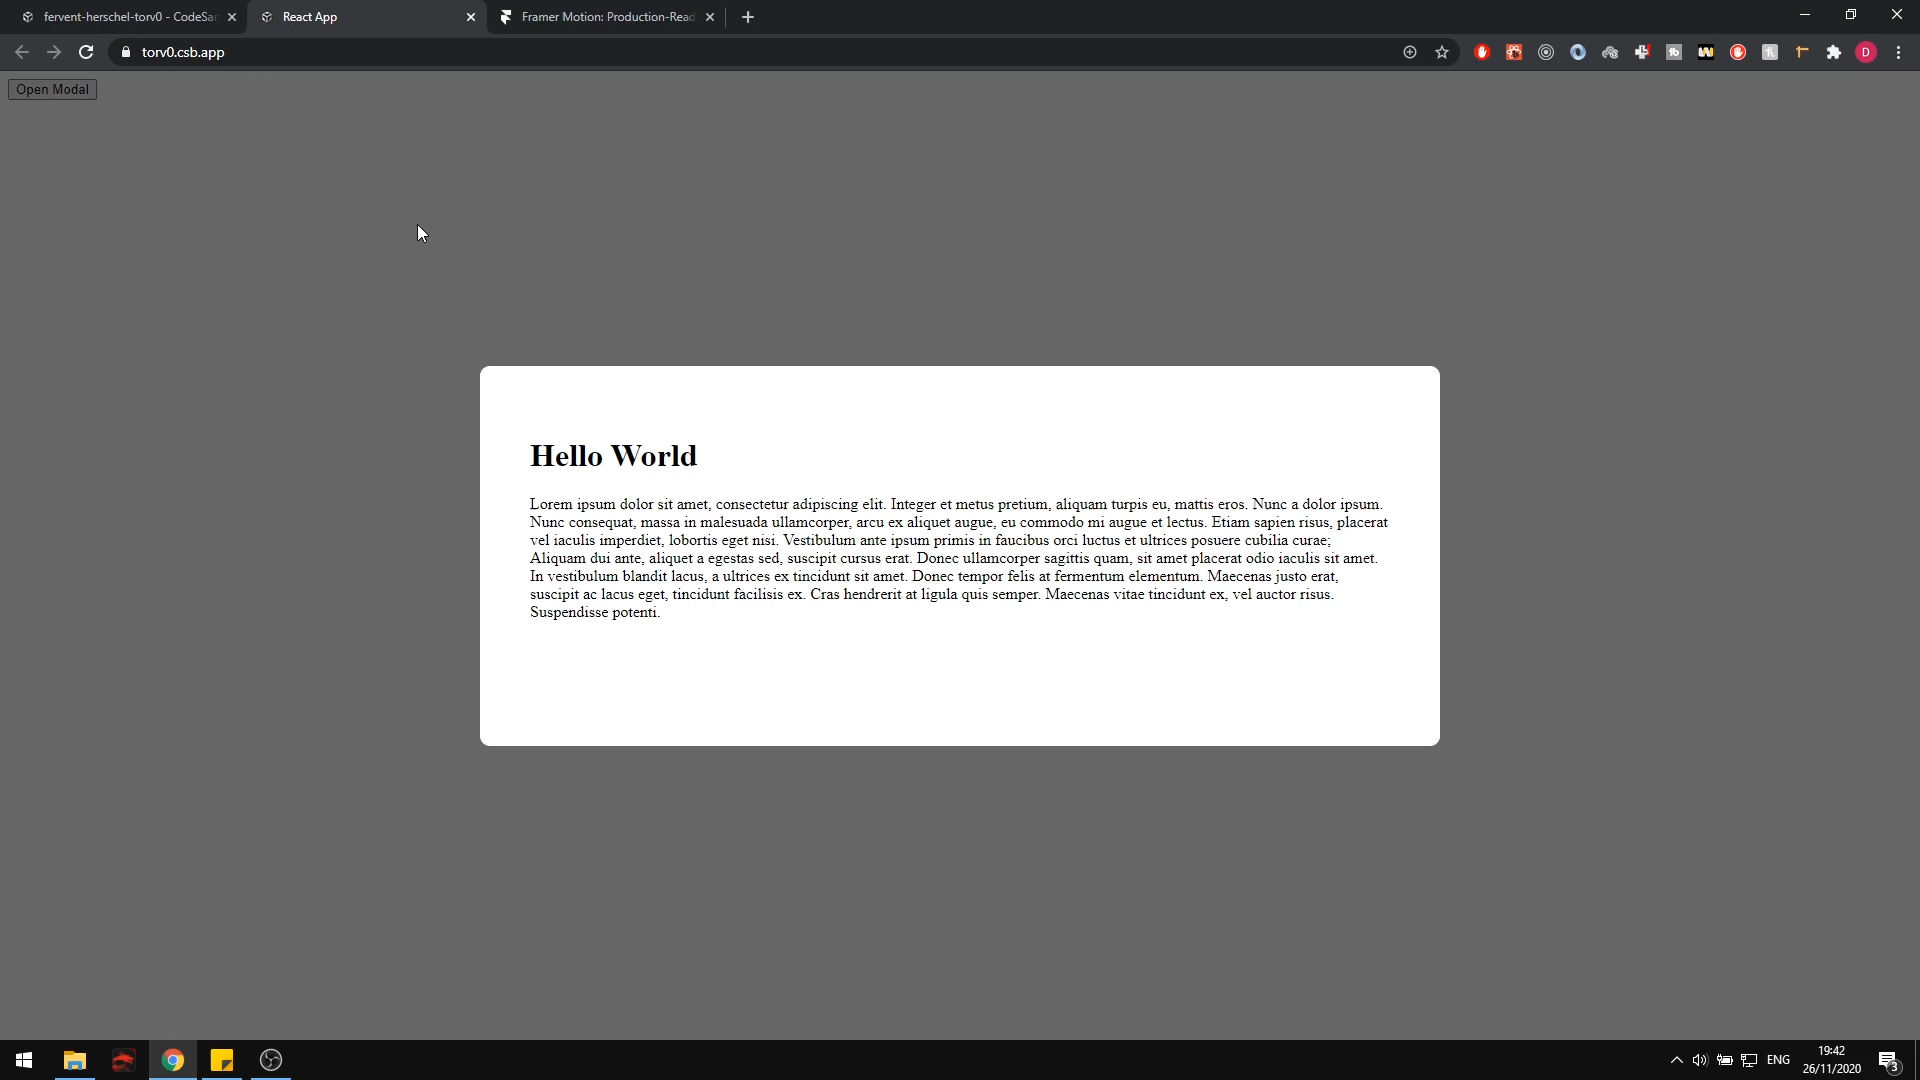 fervent-herschel-torv0 - CodeSan
React App
Framer Motion: Production-Read
torv0.csb.app
D
Open Modal
Hello World
Lorem ipsum dolor sit amet, consectetur adipiscing elit. Integer et metus pretium, aliquam turpis eu, mattis eros. Nunc a dolor ipsum.
Nunc consequat, massa in malesuada ullamcorper, arcu ex aliquet augue, eu commodo mi augue et lectus. Etiam sapien risus, placerat
vel iaculis imperdiet, lobortis eget nisi. Vestibulum ante ipsum primis in faucibus orci luctus et ultrices posuere cubilia curae;
Aliquam dui ante, aliquet a egestas sed, suscipit cursus erat. Donec ullamcorper sagittis quam, sit amet placerat odio iaculis sit amet.
In vestibulum blandit lacus, a ultrices ex tincidunt sit amet. Donec tempor felis at fermentum elementum. Maecenas justo erat,
suscipit ac lacus eget, tincidunt facilisis ex. Cras hendrerit at ligula quis semper. Maecenas vitae tincidunt ex, vel auctor risus.
Suspendisse potenti.
ENG
19:42
26/11/2020
3